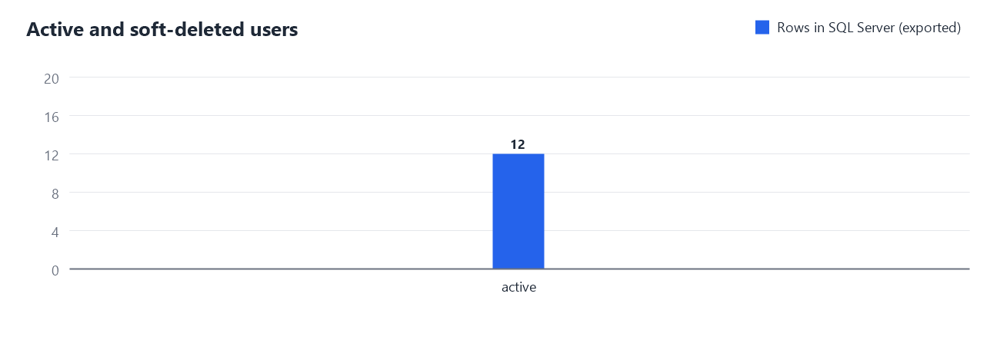 Active and soft-deleted users
Rows in SQL Server (exported)
20
16
12
12
8
4
0
active